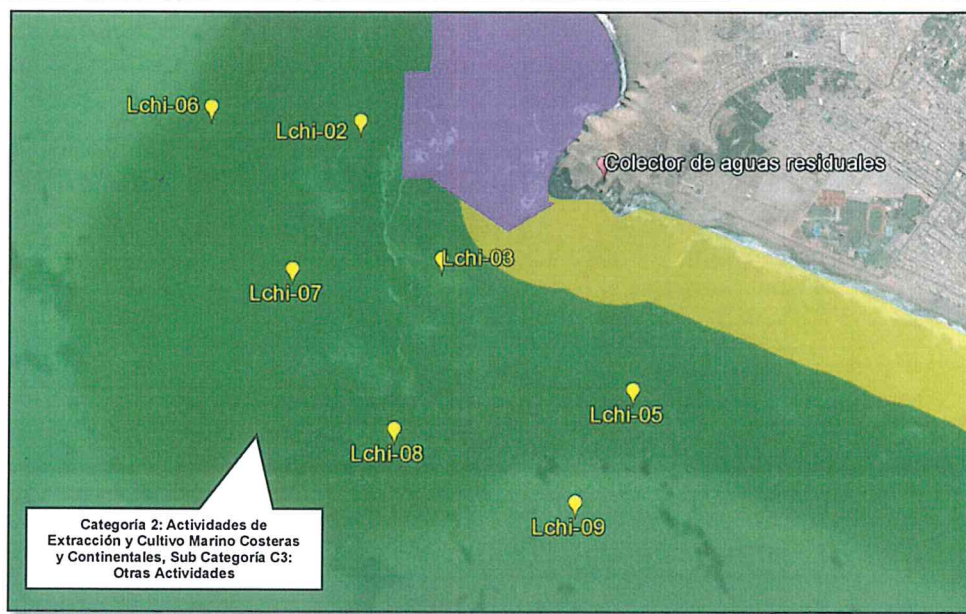 Lchi-06
Lchi-02
Colector de aguas residuales
Lchi-03
Lchi-07
Lchi-05
Lchi-08
Lchi-09
Categoría 2: Actividades de
Extracción y Cultivo Marino Costeras
y Continentales, Sub Categoría C3:
Otras Actividades